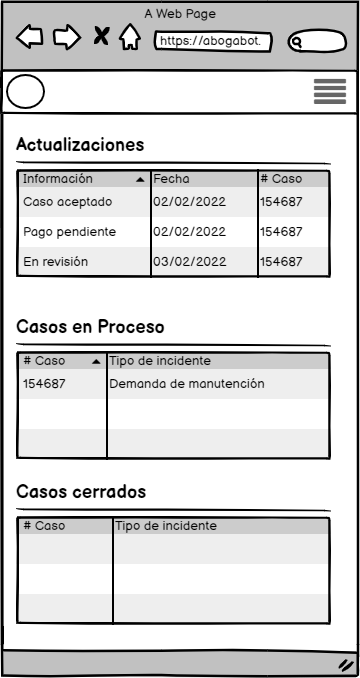 A Web Page
https://abogabot.
Actualizaciones
Información Fecha # Caso
Caso aceptado 02/02/2022 154687
Pago pendiente 02/02/2022 154687
En revisión 03/02/2022 154687
Casos en Proceso
# Caso Tipo de incidente
154687 Demanda de manutención
Casos cerrados
# Caso Tipo de incidente